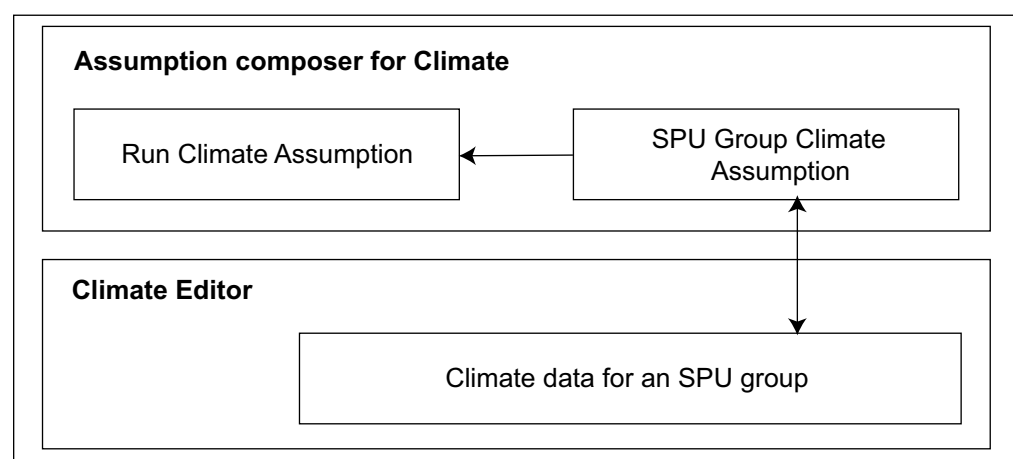 Assumption composer for Climate
Run Climate Assumption
SPU Group Climate
Assumption
Climate Editor
Climate data for an SPU group